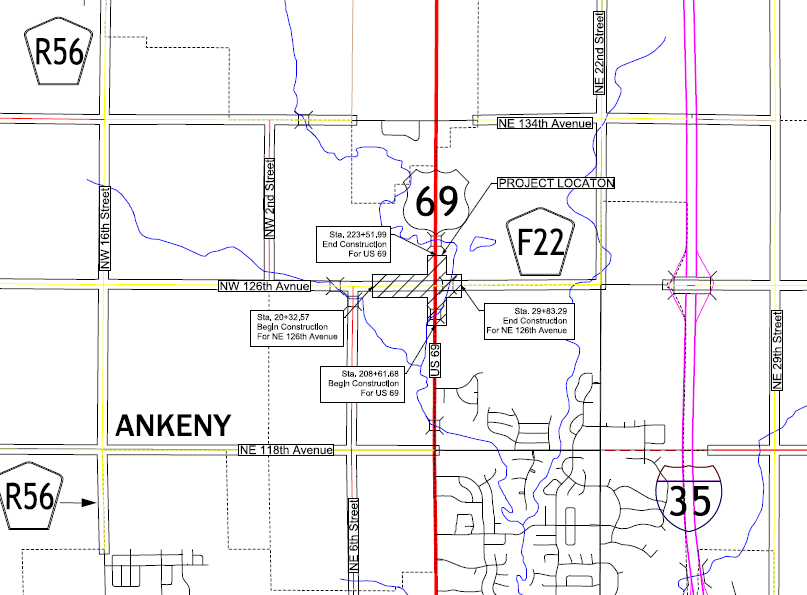 R56
NE 22nd Street
NE 134th Avenue
NW 2nd Street
NW 16th Street
PROJECT LOCATON
69
F22
Sta. 223+51.99
End Construction
For US 69
NW 126th Avnue
Sta. 20+32.57
Begin Construction
For NE 126th Avenue
Sta. 29+83.29
End Construction
For NE 126th Avenue
US 69
NE 29th Street
Sta. 208+61.68
Begin Construction
For US 69
ANKENY
NE 118th Avenue
R56
35
NE 6th Street